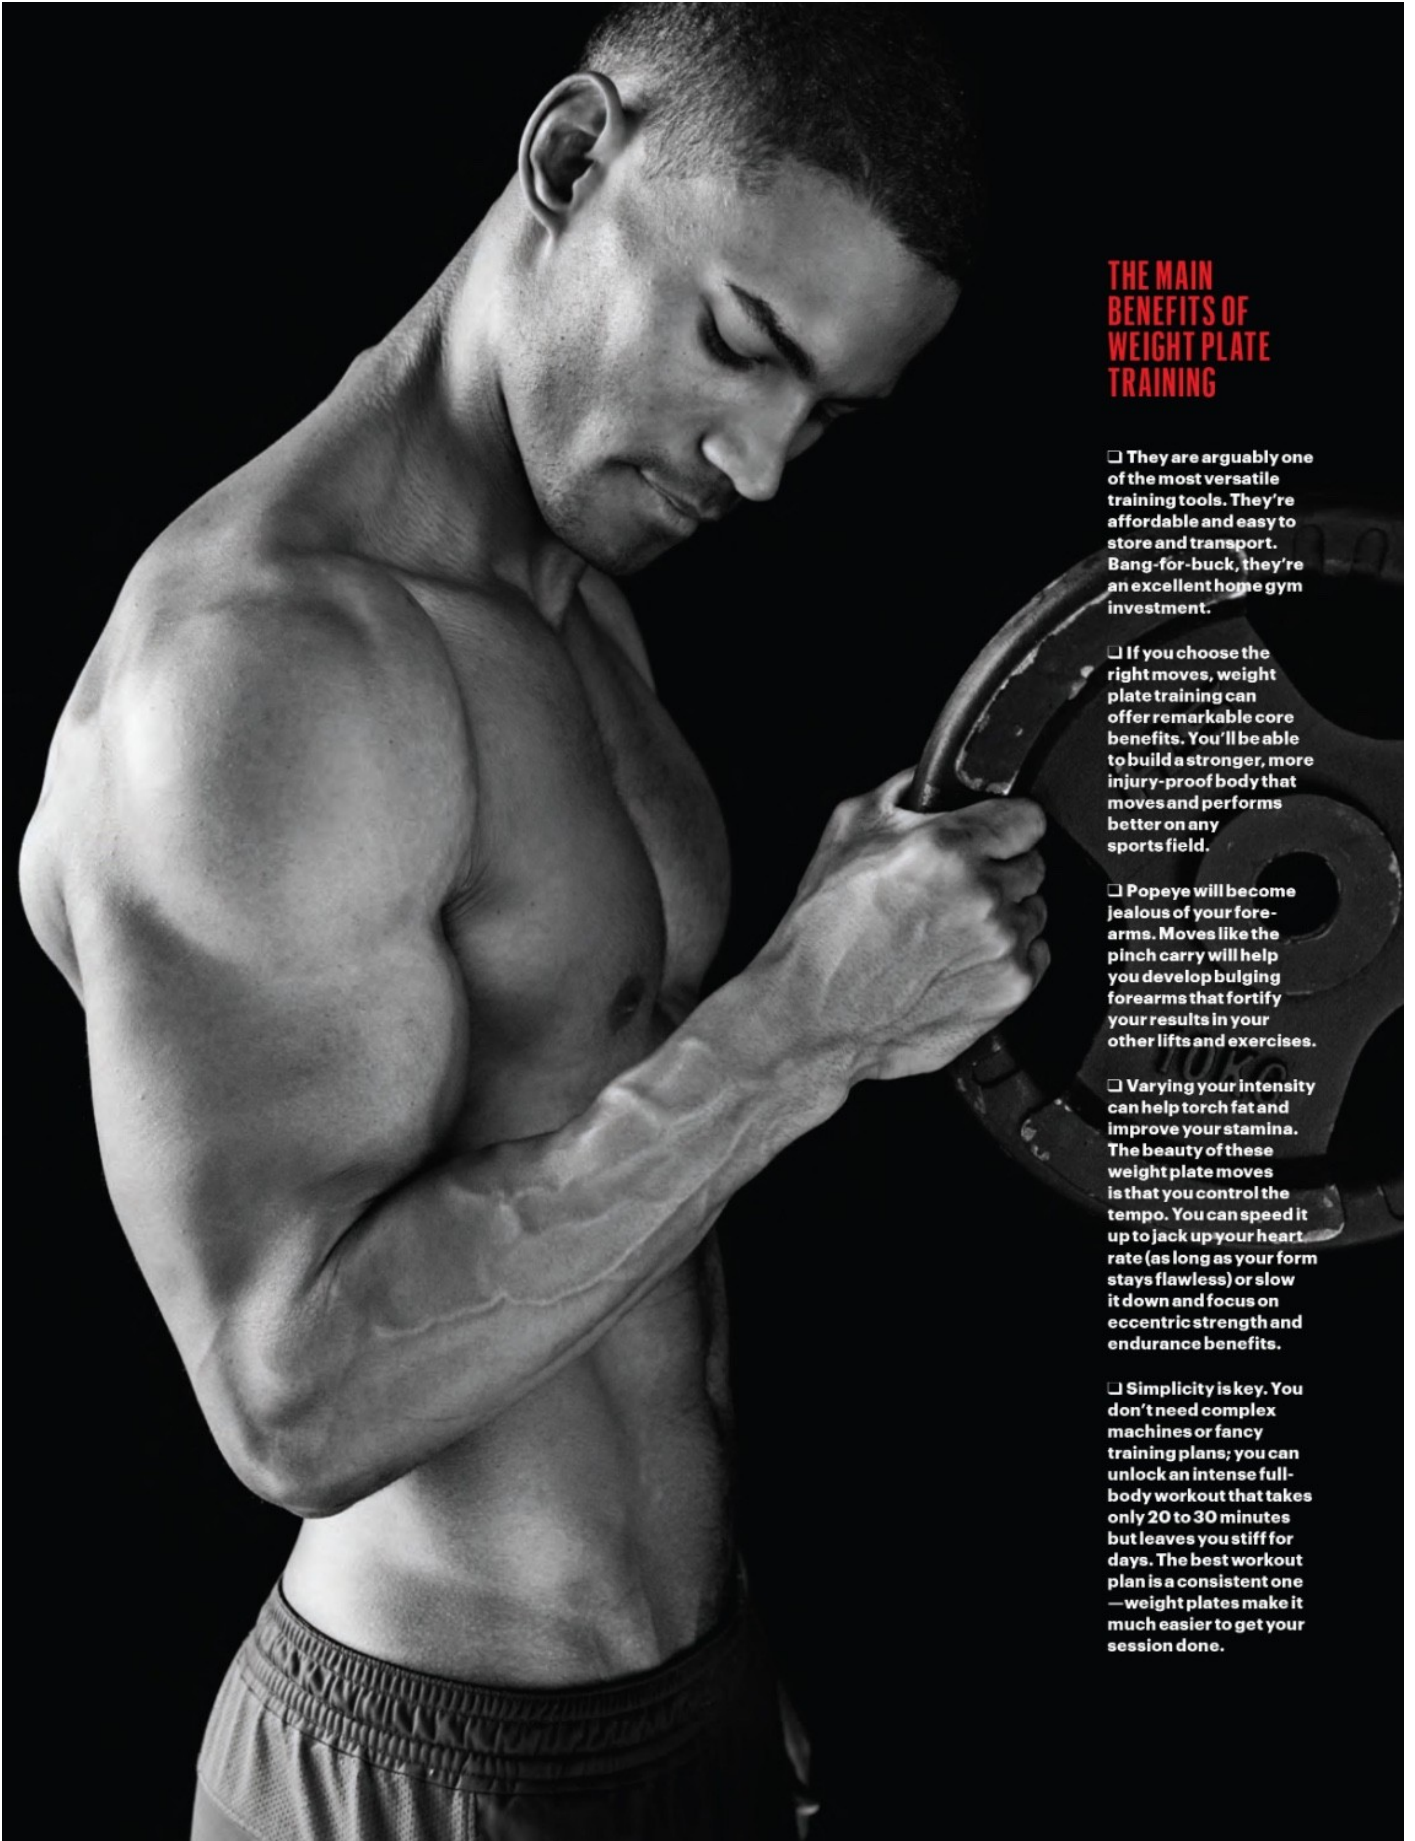 THE MAIN
BENEFITS OF
WEIGHT PLATE
TRAINING
❑ They are arguably one
of the most versatile
training tools. They’re
affordable and easy to
store and transport.
Bang-for-buck, they’re
an excellent home gym
investment.
❑ If you choose the
right moves, weight
plate training can
offer remarkable core
benefits. You’ll be able
to build a stronger, more
injury-proof body that
moves and performs
better on any
sports field.
❑ Popeye will become
jealous of your fore-
arms. Moves like the
pinch carry will help
you develop bulging
forearms that fortify
your results in your
other lifts and exercises.
❑ Varying your intensity
can help torch fat and
improve your stamina.
The beauty of these
weight plate moves
is that you control the
tempo. You can speed it
up to jack up your heart
rate (as long as your form
stays flawless) or slow
it down and focus on
eccentric strength and
endurance benefits.
❑ Simplicity is key. You
don’t need complex
machines or fancy
training plans; you can
unlock an intense full-
body workout that takes
only 20 to 30 minutes
but leaves you stiff for
days. The best workout
plan is a consistent one
—weight plates make it
much easier to get your
session done.
10KG